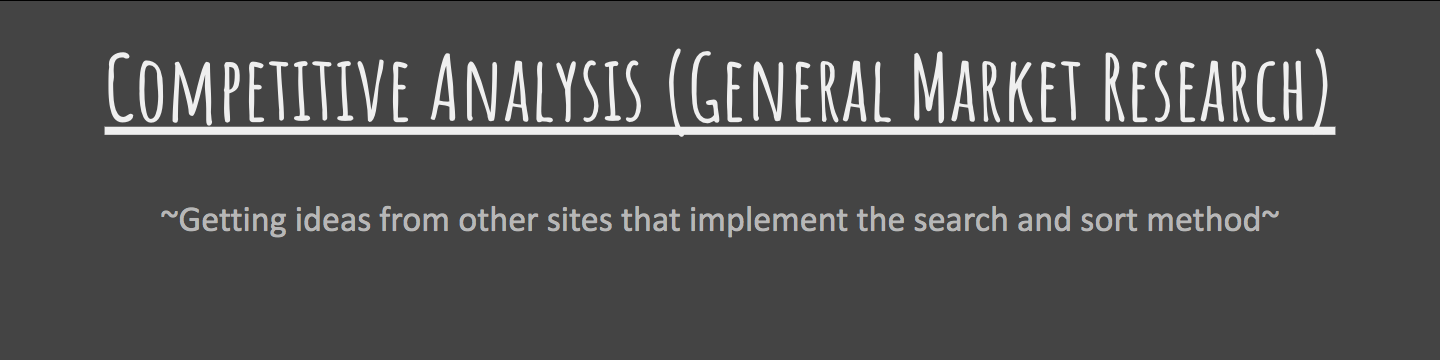 Competitive Analysis (General Market Research)
~Getting ideas from other sites that implement the search and sort method~